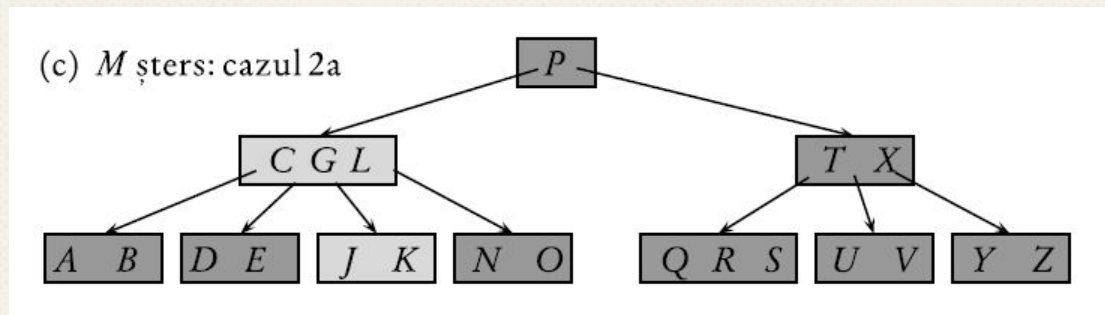 (c) M șters: cazul 2a
P
C G L
T X
A B
D E
J K
N O
Q R S
U V
Y Z